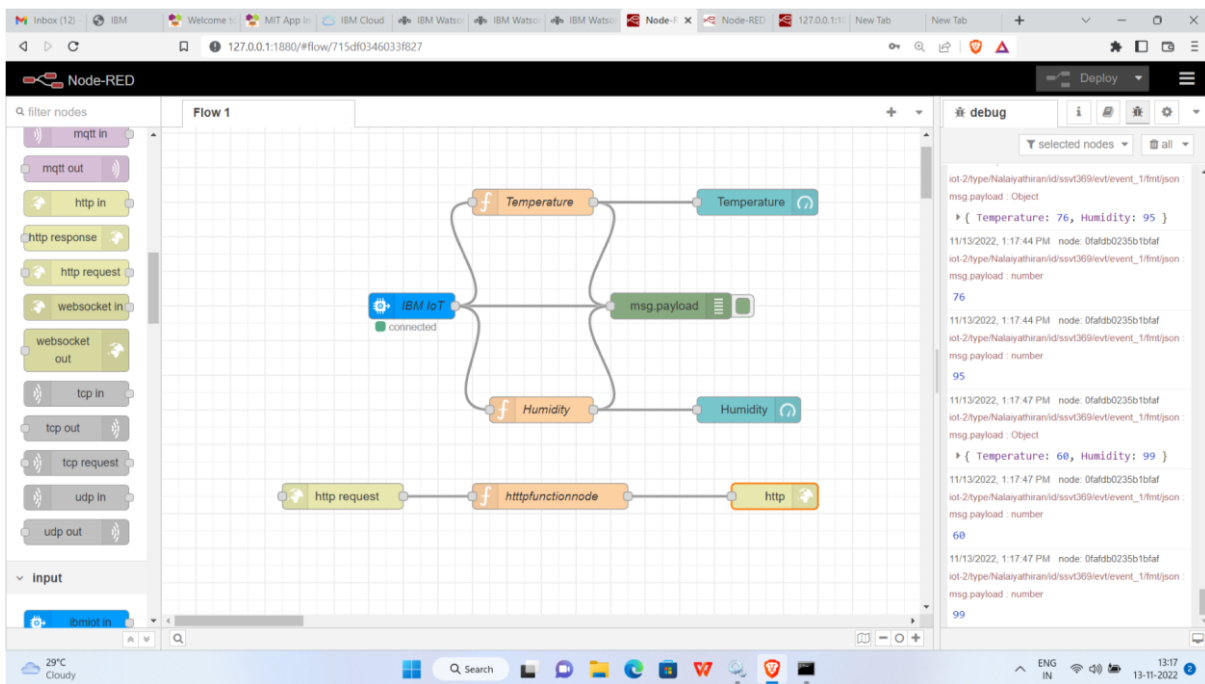 Inbox (12)
IBM
Welcome to
MIT App In
IBM Cloud
IBM Watso
IBM Watso
IBM Watso
Node-R
Node-RED
127.0.0.1:1
New Tab
New Tab
127.0.0.1:1880/#flow/715df0346033f827
Node-RED
Deploy
filter nodes
Flow 1
debug
i
selected nodes
all
mqtt in
mqtt out
http in
http response
http request
websocket in
websocket
out
tcp in
tcp out
tcp request
udp in
udp out
input
ibmiot in
Temperature
Temperature
IBM IoT
connected
msg.payload
Humidity
Humidity
http request
htttpfunctionnode
http
iot-2/type/Nalaiyathiran/id/ssvt369/evt/event_1/fmt/json :
msg.payload : Object
{ Temperature: 76, Humidity: 95 }
11/13/2022, 1:17:44 PM node: 0fafdb0235b1bfaf
iot-2/type/Nalaiyathiran/id/ssvt369/evt/event_1/fmt/json :
msg.payload : number
76
11/13/2022, 1:17:44 PM node: 0fafdb0235b1bfaf
iot-2/type/Nalaiyathiran/id/ssvt369/evt/event_1/fmt/json :
msg.payload : number
95
11/13/2022, 1:17:47 PM node: 0fafdb0235b1bfaf
iot-2/type/Nalaiyathiran/id/ssvt369/evt/event_1/fmt/json :
msg.payload : Object
{ Temperature: 60, Humidity: 99 }
11/13/2022, 1:17:47 PM node: 0fafdb0235b1bfaf
iot-2/type/Nalaiyathiran/id/ssvt369/evt/event_1/fmt/json :
msg.payload : number
60
11/13/2022, 1:17:47 PM node: 0fafdb0235b1bfaf
iot-2/type/Nalaiyathiran/id/ssvt369/evt/event_1/fmt/json :
msg.payload : number
99
29°C
Cloudy
Search
ENG
IN
13:17
13-11-2022
2